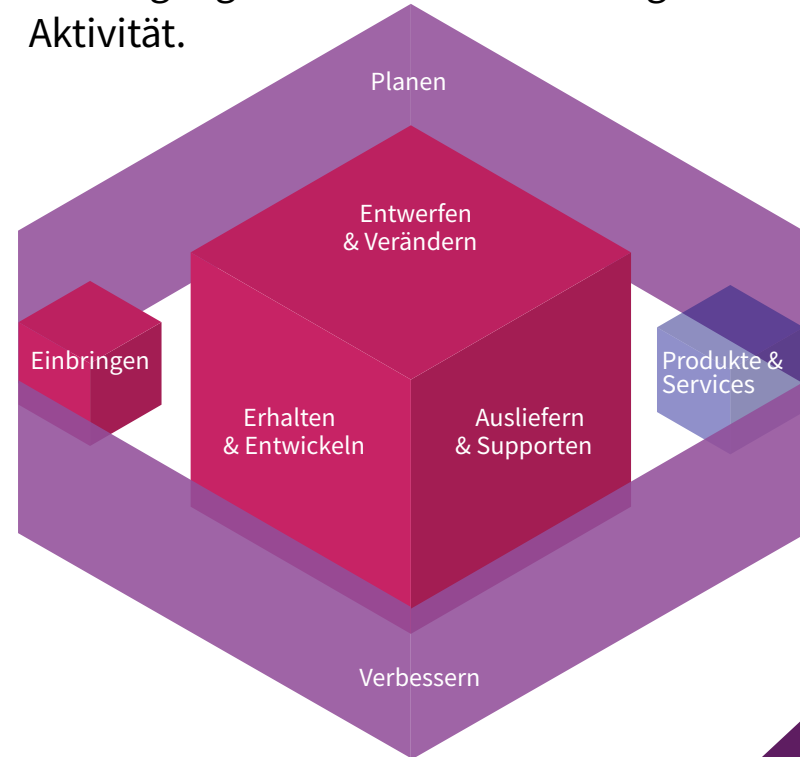 Aktivität.
Planen
Entwerfen
& Verändern
Einbringen
Produkte &
Services
Erhalten
& Entwickeln
Ausliefern
& Supporten
Verbessern